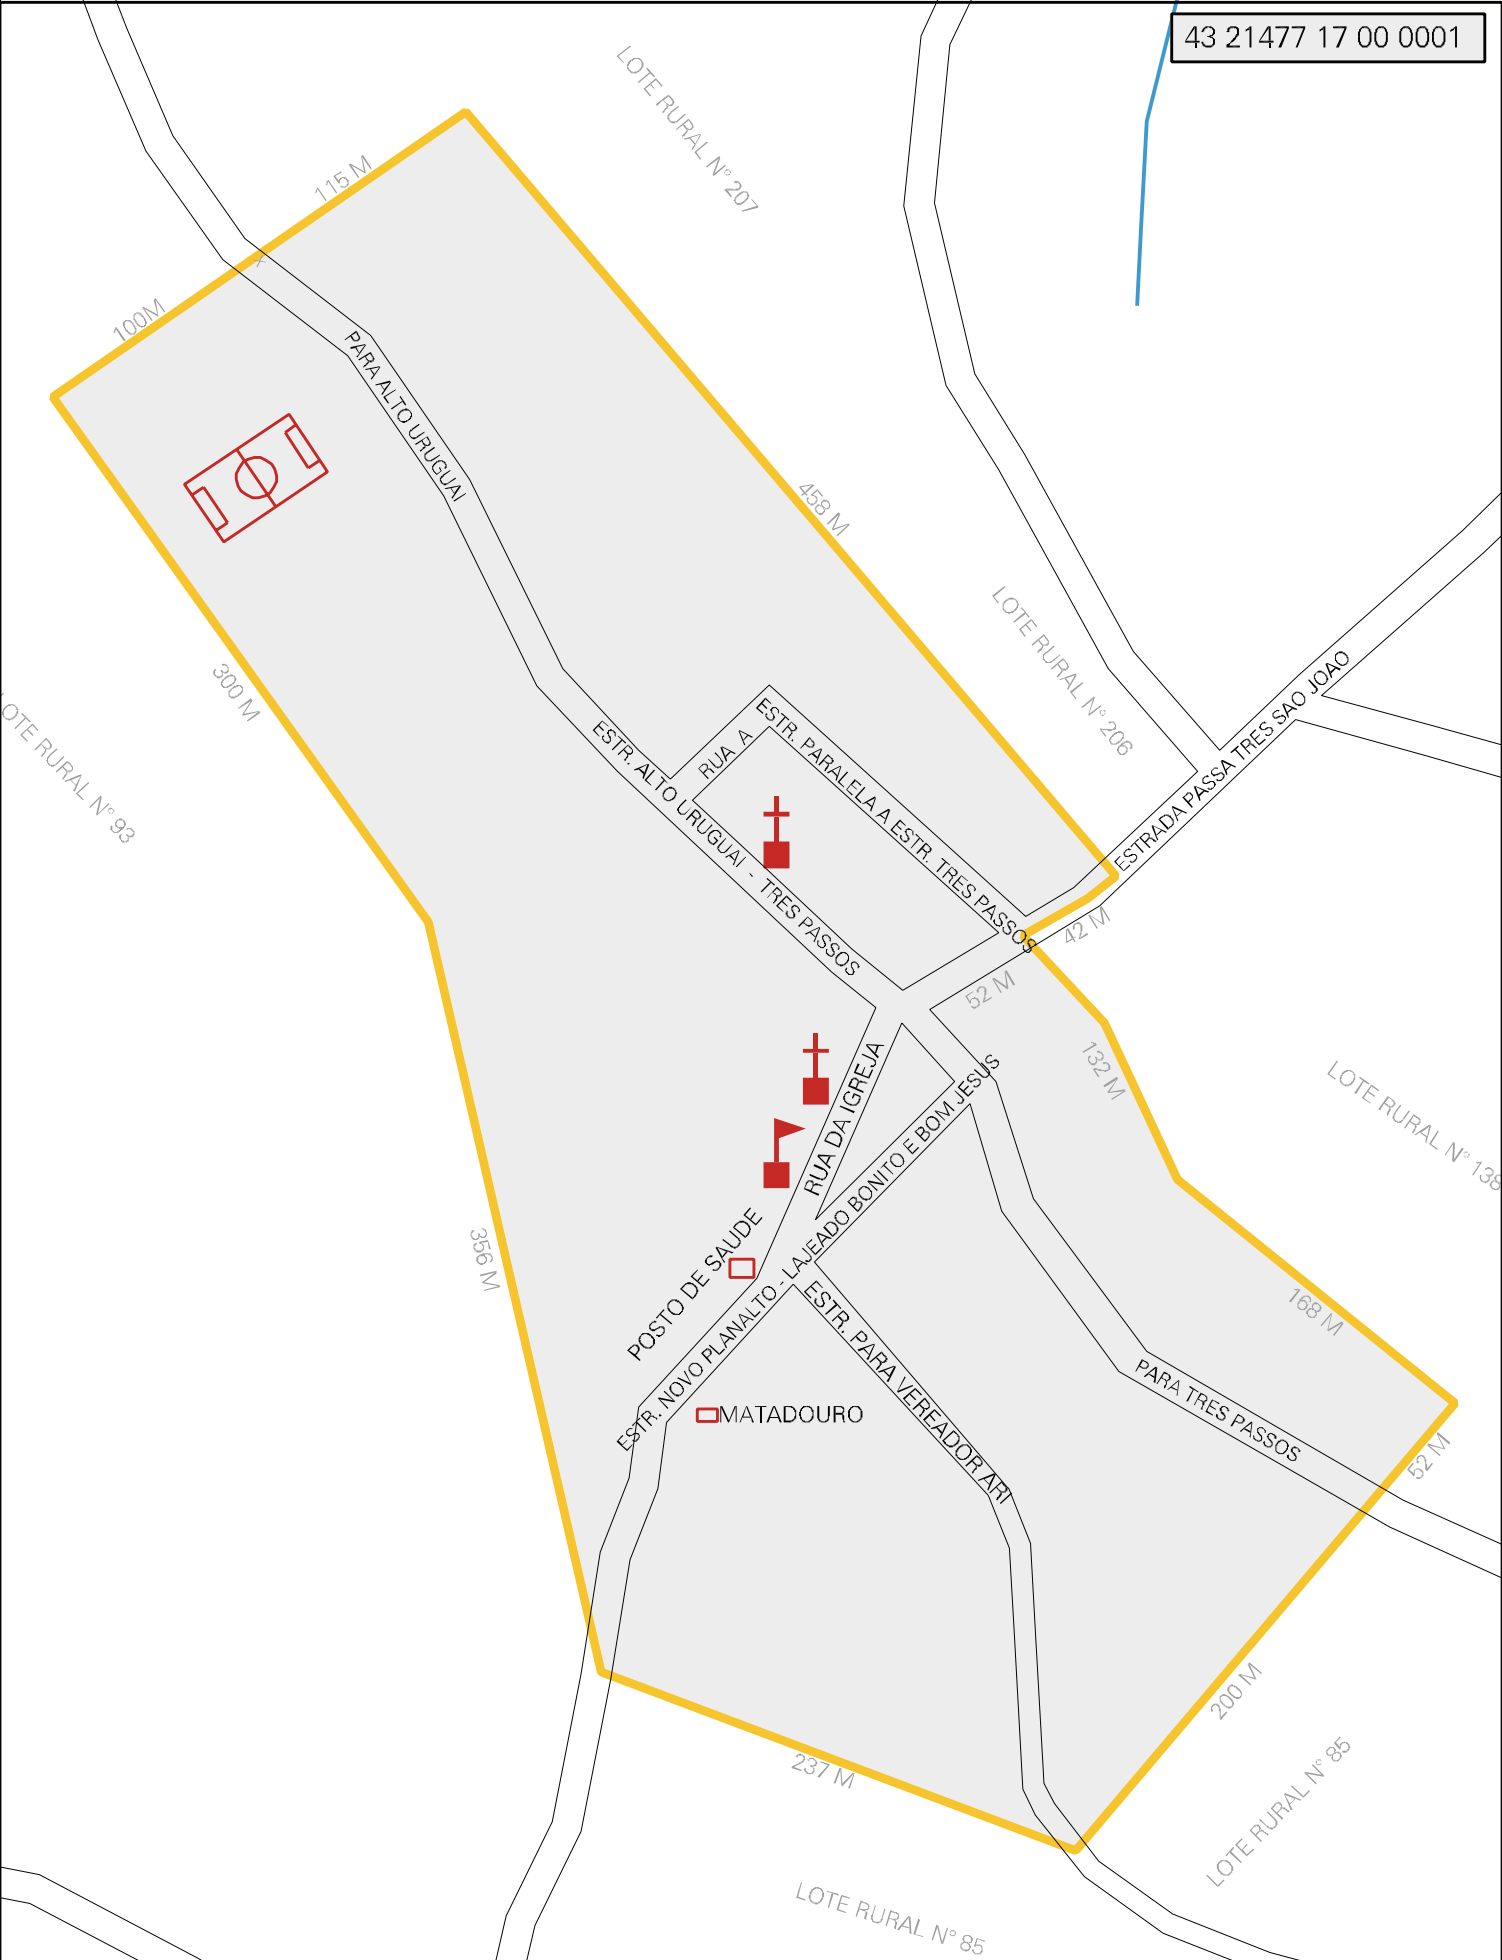 43 21477 17 00 0001
LOTE RURAL N° 207
115 M
100M
PARA ALTO URUGUAI
458 M
LOTE RURAL N° 206
300 M
LOTE RURAL N° 93
ESTRADA PASSA TRES SAO JOAO
ESTR. PARALELA A ESTR. TRES PASSOS
RUA A
ESTR. ALTO URUGUAI - TRES PASSOS
42 M
52 M
132 M
RUA DA IGREJA
LOTE RURAL N° 138
ESTR. NOVO PLANALTO - LAJEADO BONITO E BOM JESUS
POSTO DE SAUDE
356 M
168 M
ESTR. PARA VEREADOR ARI
PARA TRES PASSOS
MATADOURO
52 M
200 M
237 M
LOTE RURAL N° 85
LOTE RURAL N° 85